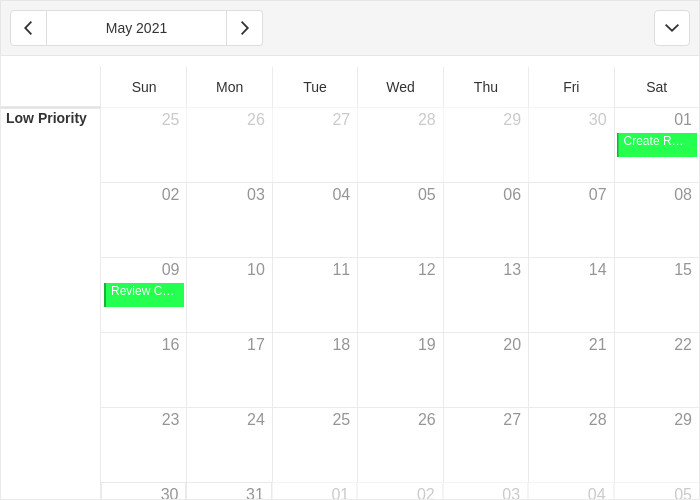 May 2021
Sun Mon Tue Wed Thu Fri Sat
Low Priority
25 26 27 28 29 30 01
Create R…
02 03 04 05 06 07 08
09 10 11 12 13 14 15
Review C…
16 17 18 19 20 21 22
23 24 25 26 27 28 29
30 31 01 02 03 04 05